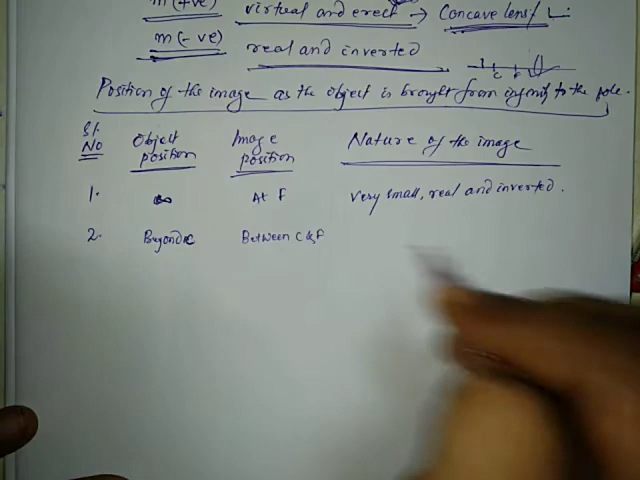 m (+ve) virtual and erect → Concave lens/
m (-ve) real and inverted
C F
Position of the image as the object is brought from to the pole.
Sl. NO Object position Image position Nature of the image
1. ∞ At F Very small, real and inverted.
2. Beyond C Between C & F